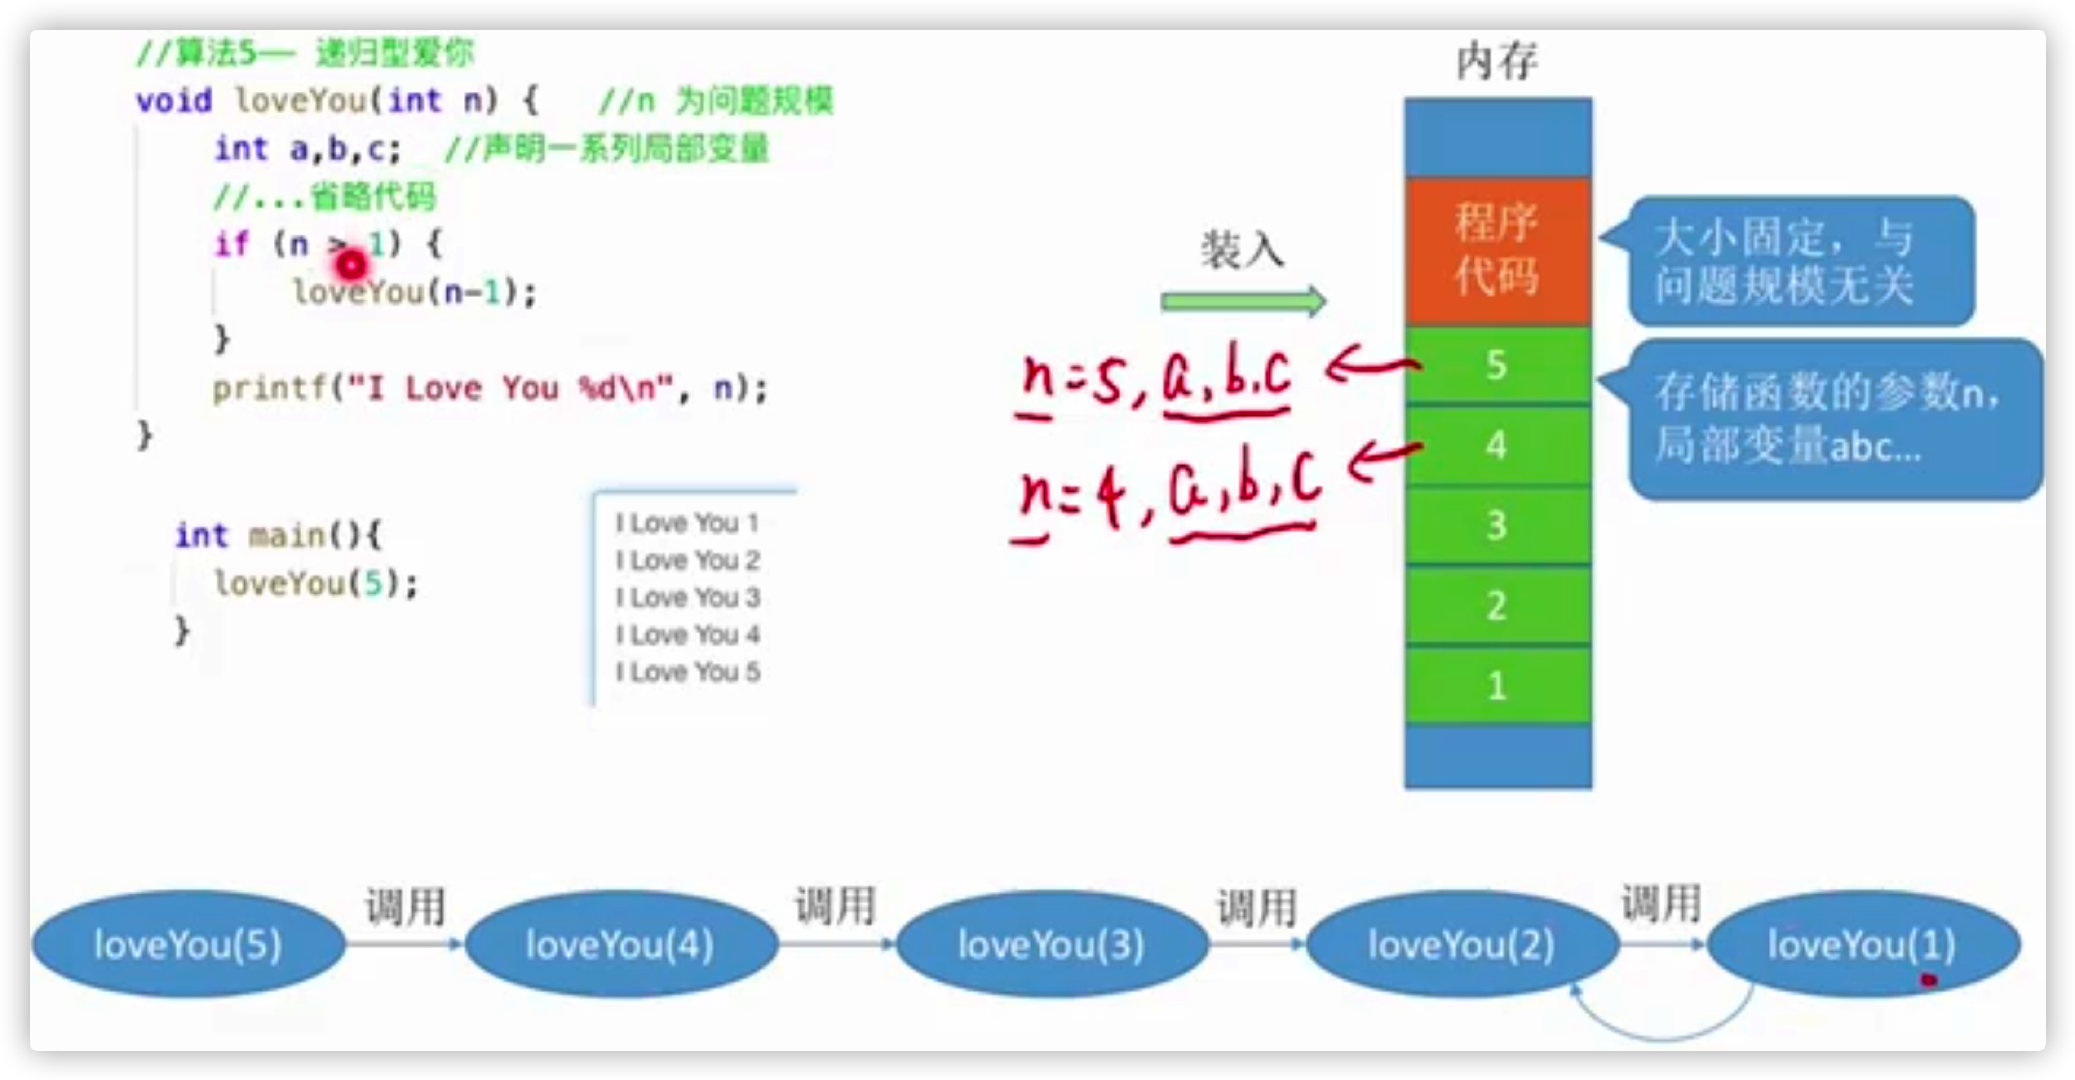 //算法5—— 递归型爱你
void loveYou(int n) {   //n 为问题规模
int a,b,c;  //声明一系列局部变量
//...省略代码
if (n > 1) {
loveYou(n-1);
}
printf("I Love You %d\n", n);
}
int main(){
loveYou(5);
}
I Love You 1
I Love You 2
I Love You 3
I Love You 4
I Love You 5
装入
n=5, a, b, c
n=4, a, b, c
内存
程序
代码
5
4
3
2
1
大小固定，与
问题规模无关
存储函数的参数n，
局部变量abc…
loveYou(5)
调用
loveYou(4)
调用
loveYou(3)
调用
loveYou(2)
调用
loveYou(1)